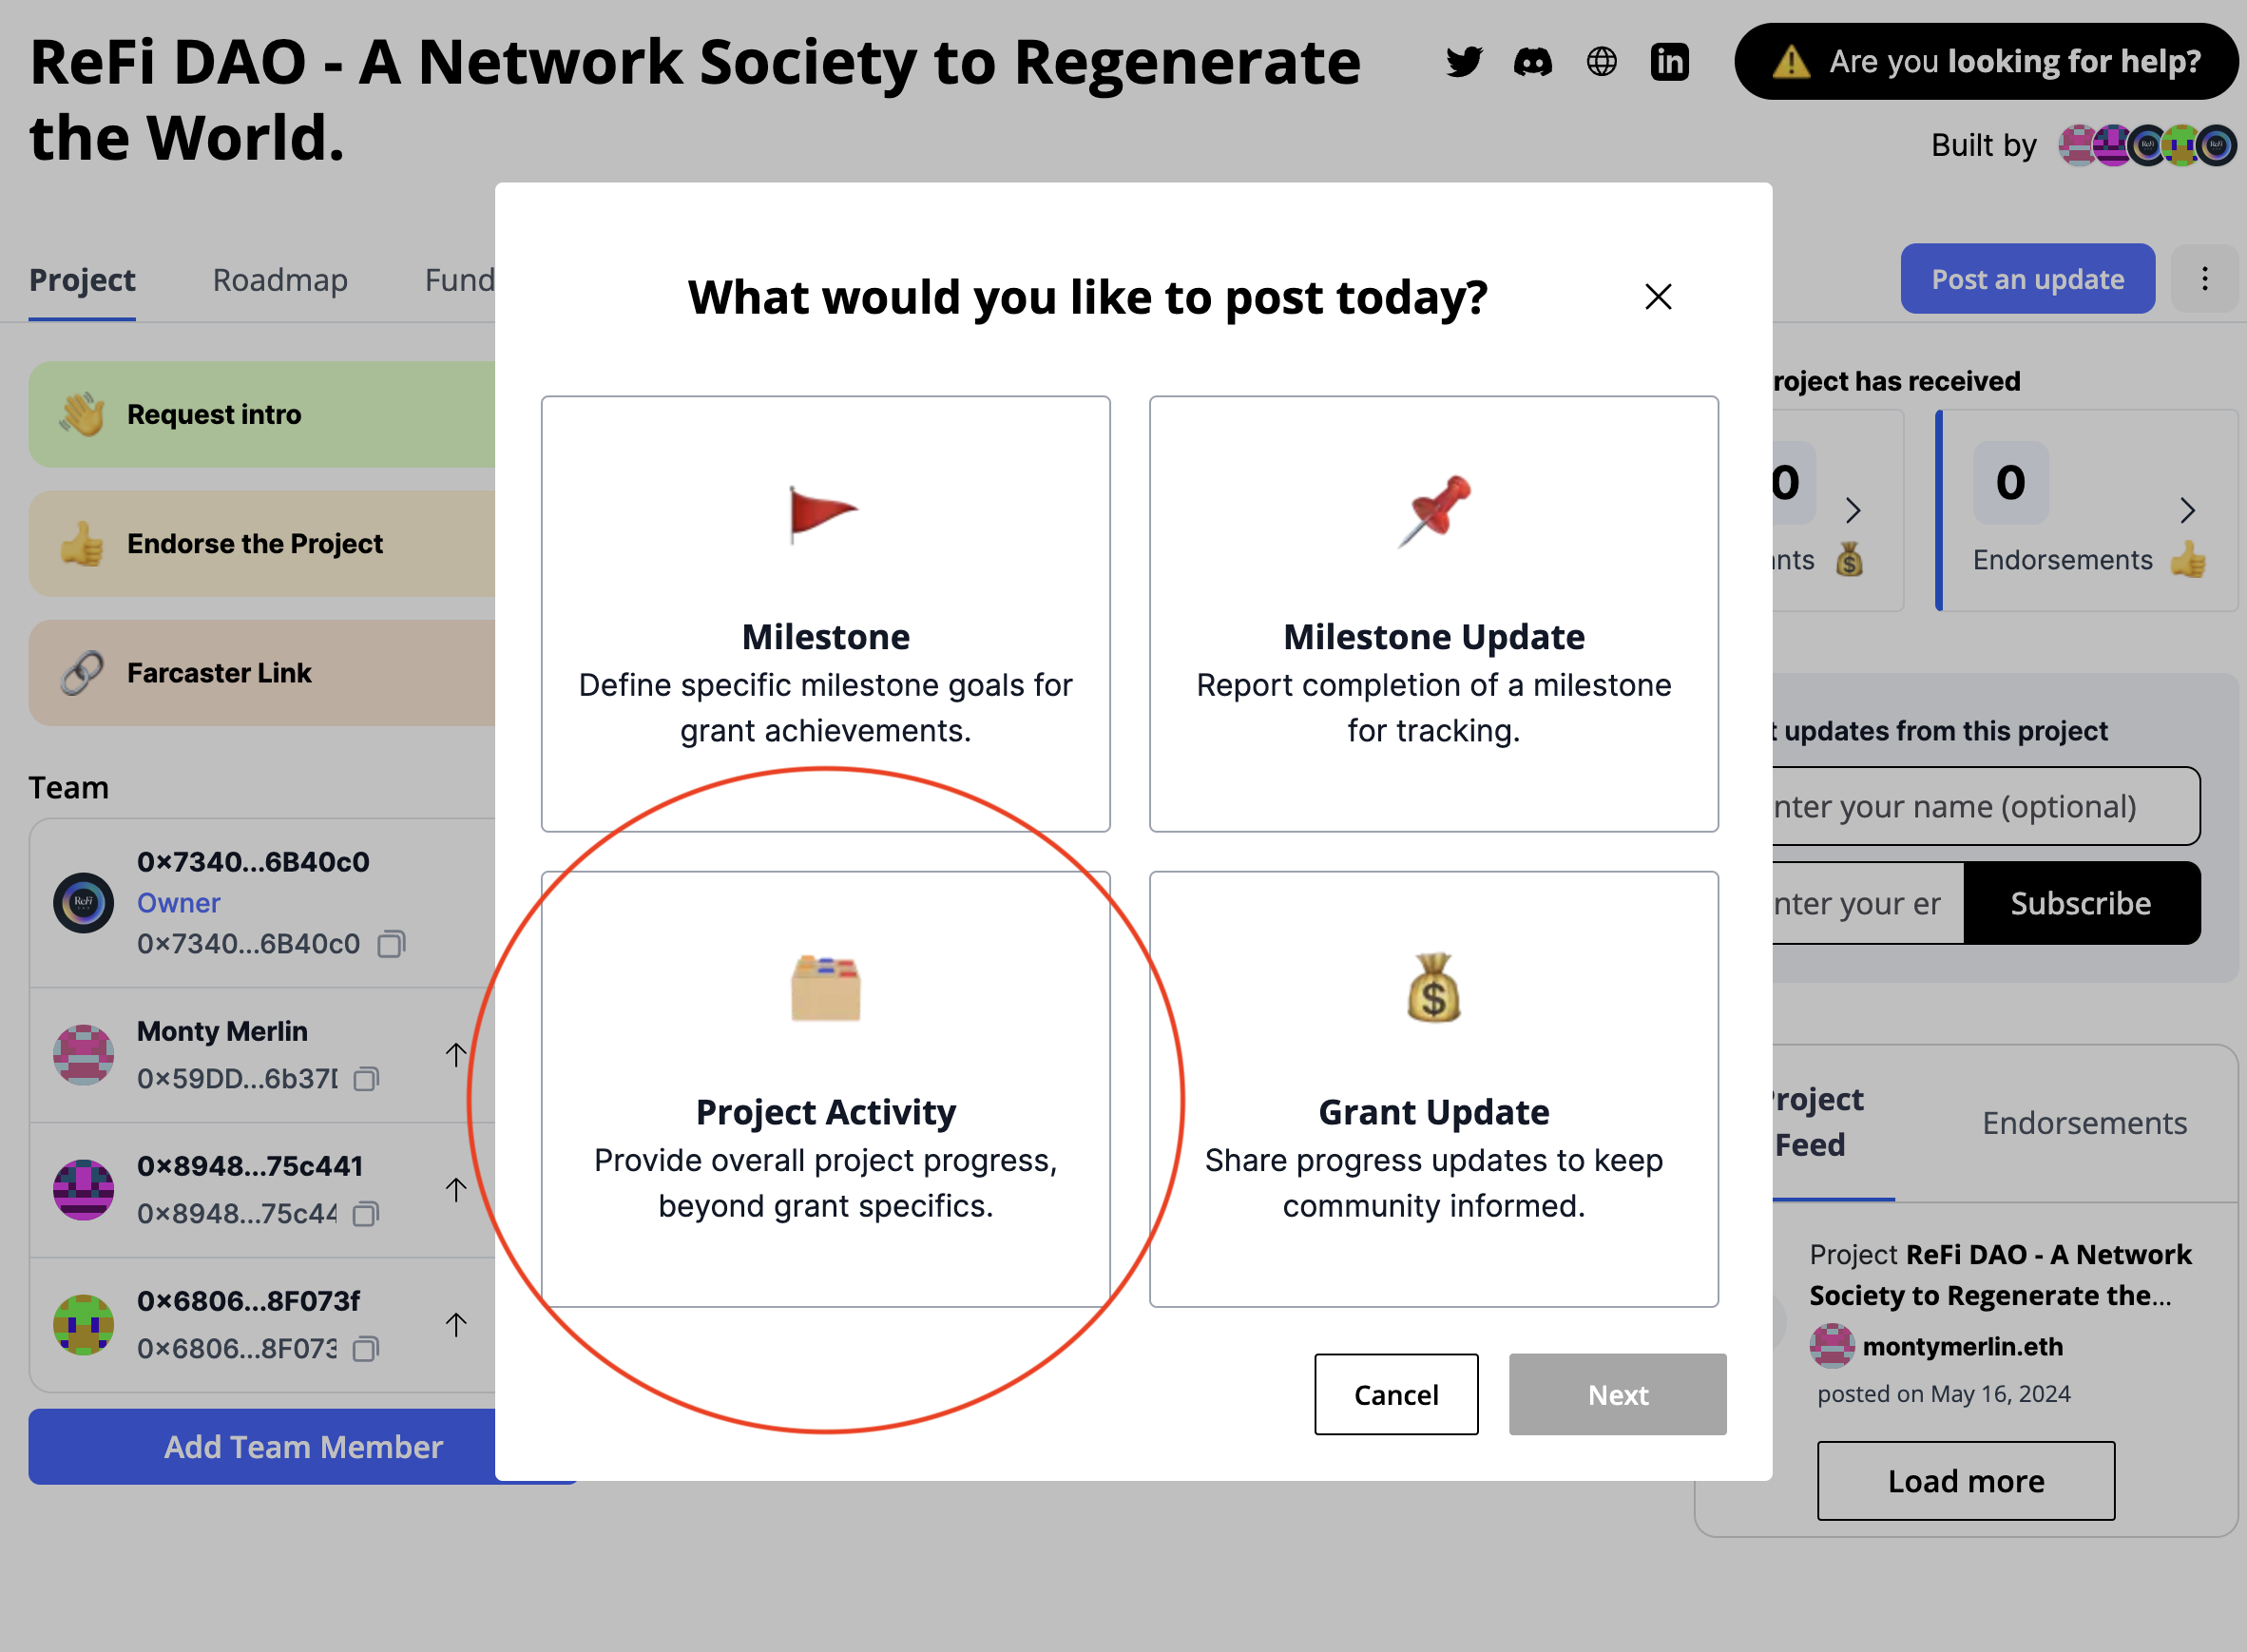 ReFi DAO - A Network Society to Regenerate
the World.
Are you looking for help?
Built by
Project
Roadmap
Fund
Post an update
Request intro
Endorse the Project
Farcaster Link
Team
0x7340...6B40c0
Owner
0x7340...6B40c0
Monty Merlin
0x59DD...6b37
0x8948...75c441
0x8948...75c44
0x6806...8F073f
0x6806...8F073
Add Team Member
What would you like to post today?
Milestone
Define specific milestone goals for
grant achievements.
Milestone Update
Report completion of a milestone
for tracking.
Project Activity
Provide overall project progress,
beyond grant specifics.
Grant Update
Share progress updates to keep
community informed.
Cancel
Next
roject has received
0
nts
0
Endorsements
t updates from this project
nter your name (optional)
nter your er
Subscribe
Project
Feed
Endorsements
Project ReFi DAO - A Network
Society to Regenerate the...
montymerlin.eth
posted on May 16, 2024
Load more